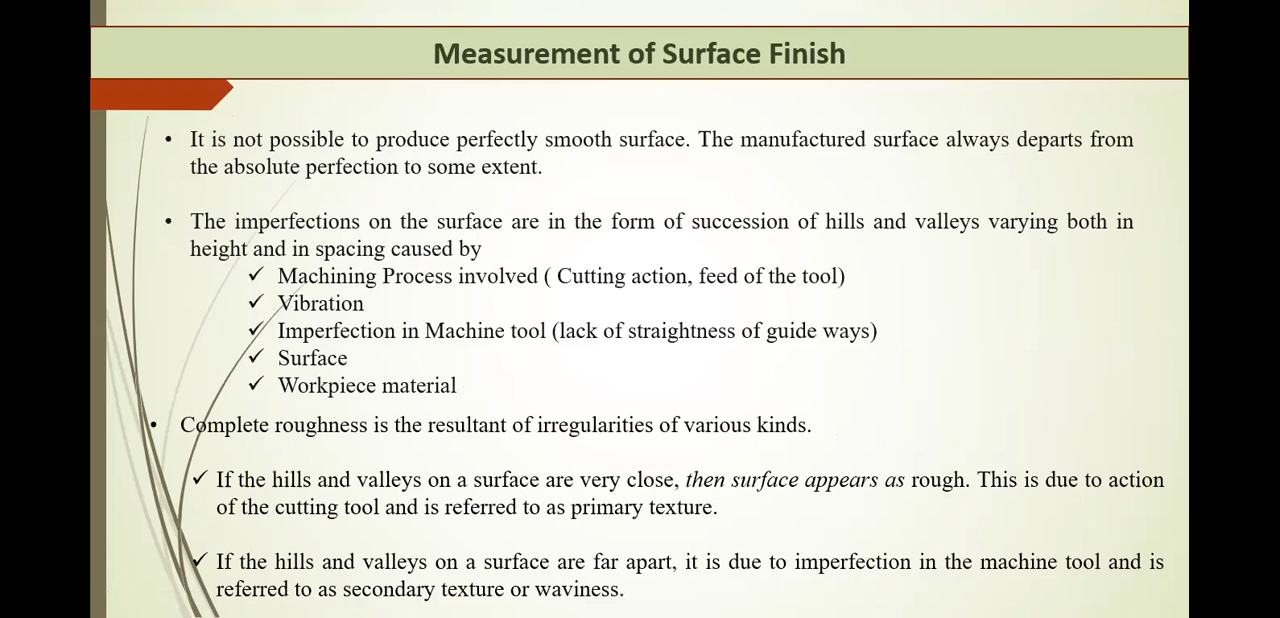 Measurement of Surface Finish
• It is not possible to produce perfectly smooth surface. The manufactured surface always departs from
the absolute perfection to some extent.
• The imperfections on the surface are in the form of succession of hills and valleys varying both in
height and in spacing caused by
✓ Machining Process involved ( Cutting action, feed of the tool)
✓ Vibration
✓ Imperfection in Machine tool (lack of straightness of guide ways)
✓ Surface
✓ Workpiece material
• Complete roughness is the resultant of irregularities of various kinds.
✓ If the hills and valleys on a surface are very close, then surface appears as rough. This is due to action
of the cutting tool and is referred to as primary texture.
✓ If the hills and valleys on a surface are far apart, it is due to imperfection in the machine tool and is
referred to as secondary texture or waviness.